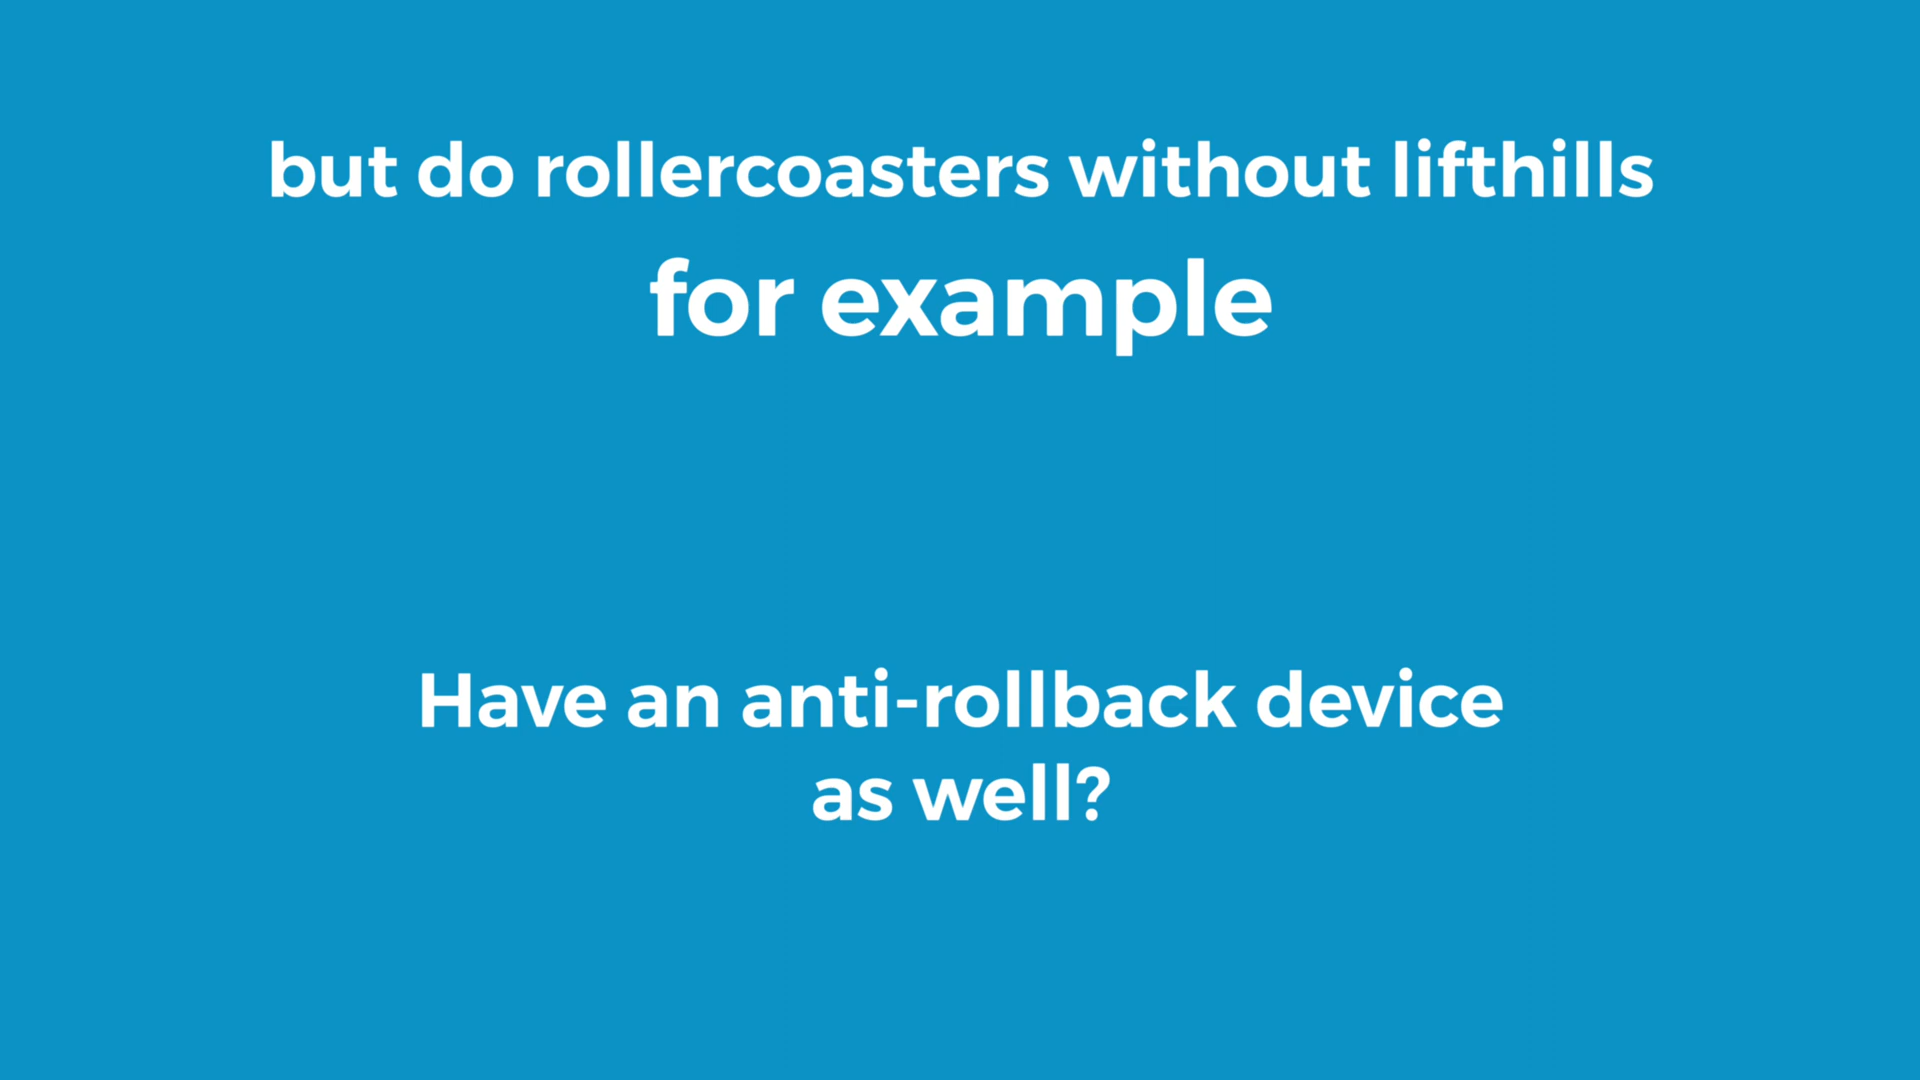 but do rollercoasters without lifthills
for example
Have an anti-rollback device
as well?